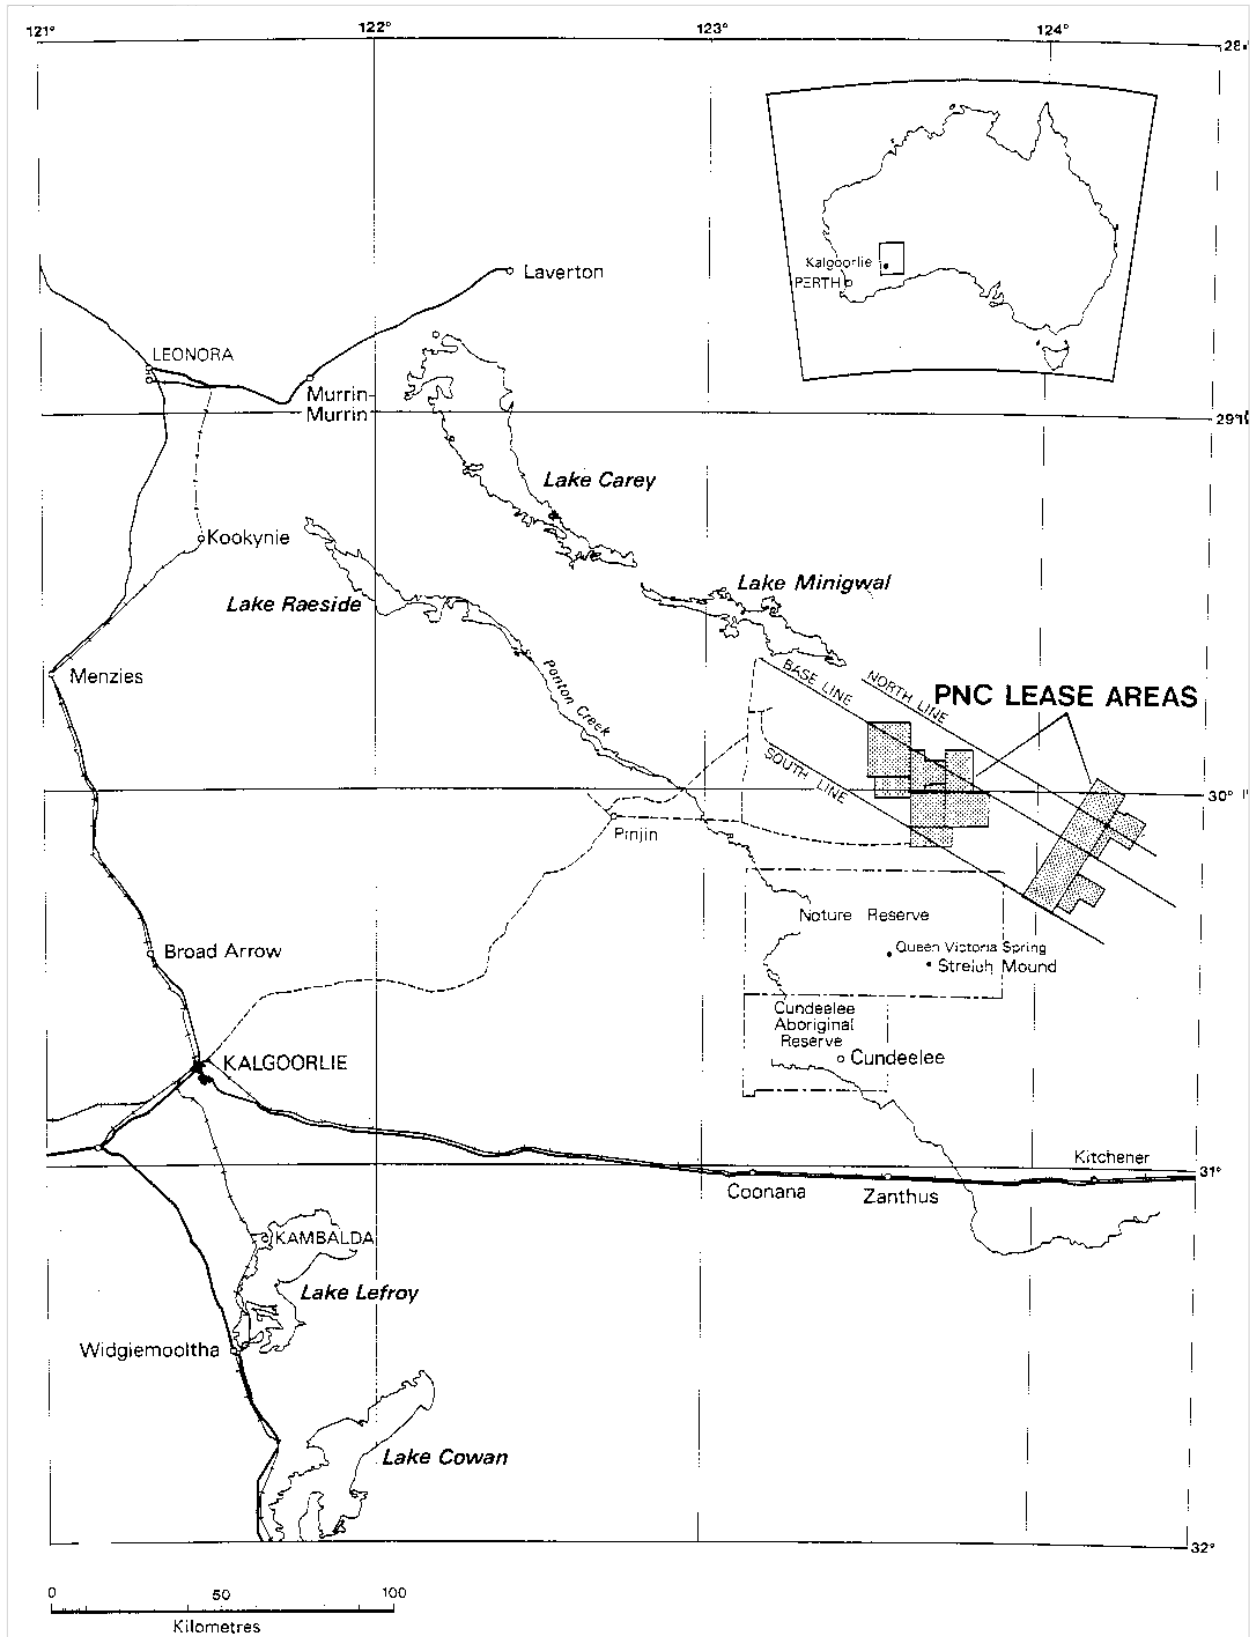 121°
122°
123°
124°
28°
Kalgoorlie
PERTH
Laverton
LEONORA
Murrin-
Murrin
29°
Lake Carey
Kookynie
Lake Minigwal
Lake Raeside
Menzies
Ponton Creek
BASE LINE
NORTH LINE
PNC LEASE AREAS
SOUTH LINE
30°
Pinjin
Nature Reserve
Queen Victoria Spring
Streich Mound
Broad Arrow
Cundeelee
Aboriginal
Reserve
Cundeelee
KALGOORLIE
Kitchener
31°
Coonana
Zanthus
KAMBALDA
Lake Lefroy
Widgiemooltha
Lake Cowan
32°
0 50 100
Kilometres